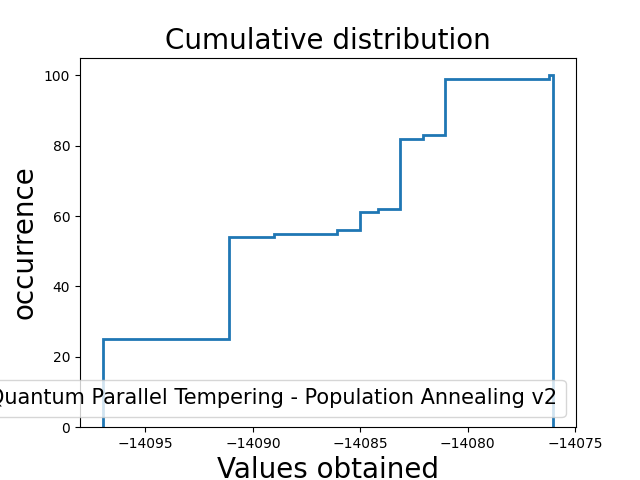 Cumulative distribution
100
80
60
40
20
0
occurrence
Quantum Parallel Tempering - Population Annealing v2
−14095 −14090 −14085 −14080 −14075
Values obtained